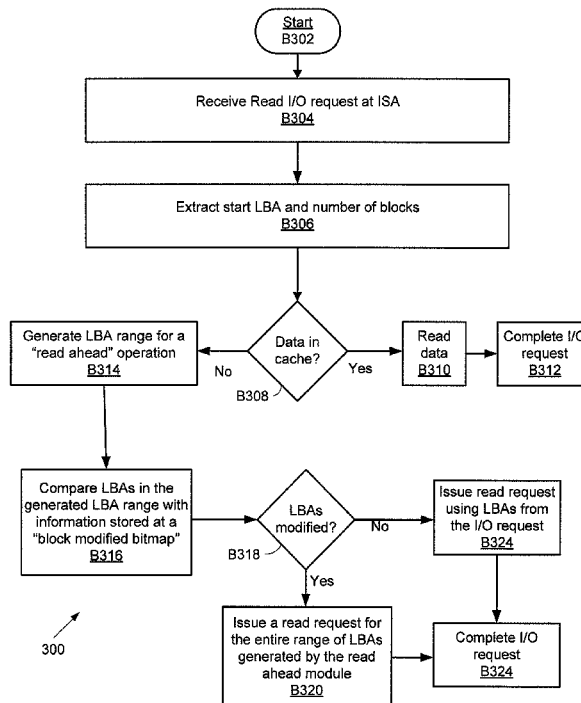 Start
B302
Receive Read I/O request at ISA
B304
Extract start LBA and number of blocks
B306
Generate LBA range for a
"read ahead" operation
B314
No
Data in
cache?
B308
Yes
Read
data
B310
Complete I/O
request
B312
Compare LBAs in the
generated LBA range with
information stored at a
"block modified bitmap"
B316
LBAs
modified?
B318
No
Issue read request
using LBAs from
the I/O request
B324
Yes
300
Issue a read request for
the entire range of LBAs
generated by the read
ahead module
B320
Complete I/O
request
B324